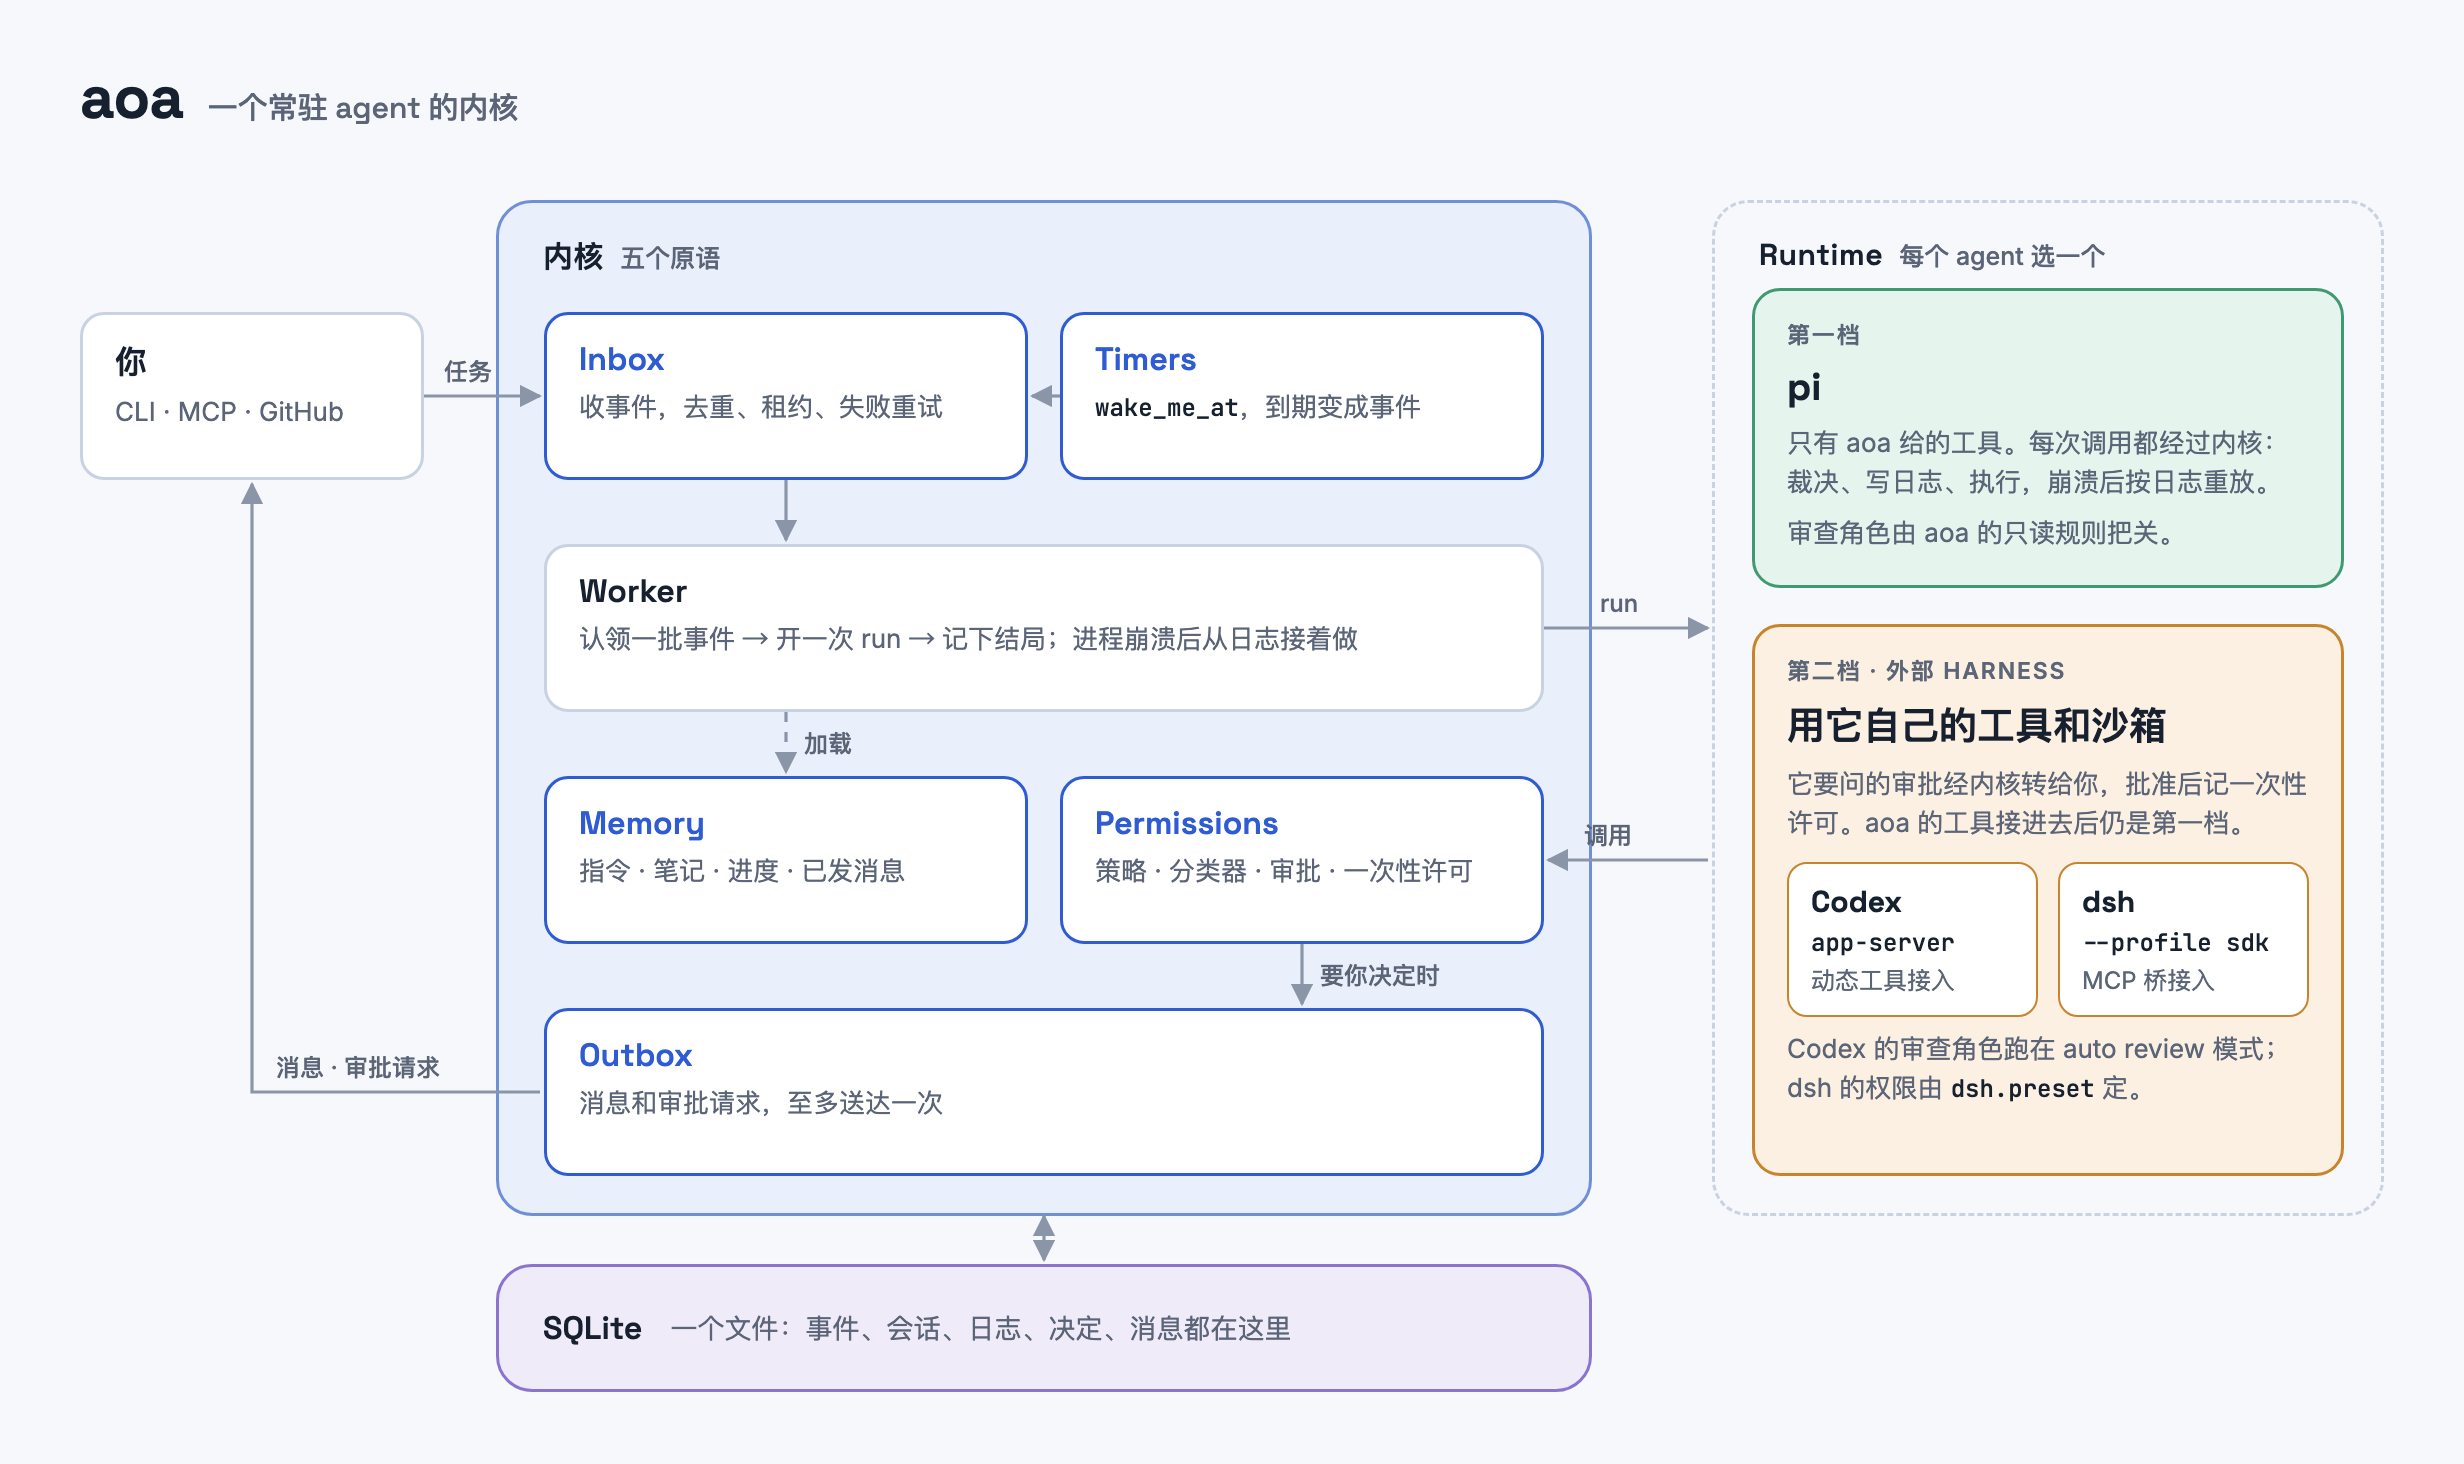 aoa 一个常驻 agent 的内核
内核 五个原语
你
CLI · MCP · GitHub
任务
Inbox
收事件，去重、租约、失败重试
Timers
wake_me_at，到期变成事件
Worker
认领一批事件 → 开一次 run → 记下结局；进程崩溃后从日志接着做
加载
Memory
指令 · 笔记 · 进度 · 已发消息
Permissions
策略 · 分类器 · 审批 · 一次性许可
要你决定时
Outbox
消息和审批请求，至多送达一次
消息 · 审批请求
run
调用
Runtime 每个 agent 选一个
第一档
pi
只有 aoa 给的工具。每次调用都经过内核：
裁决、写日志、执行，崩溃后按日志重放。
审查角色由 aoa 的只读规则把关。
第二档 · 外部 HARNESS
用它自己的工具和沙箱
它要问的审批经内核转给你，批准后记一次性
许可。aoa 的工具接进去后仍是第一档。
Codex
app-server
动态工具接入
dsh
--profile sdk
MCP 桥接入
Codex 的审查角色跑在 auto review 模式；
dsh 的权限由 dsh.preset 定。
SQLite 一个文件：事件、会话、日志、决定、消息都在这里